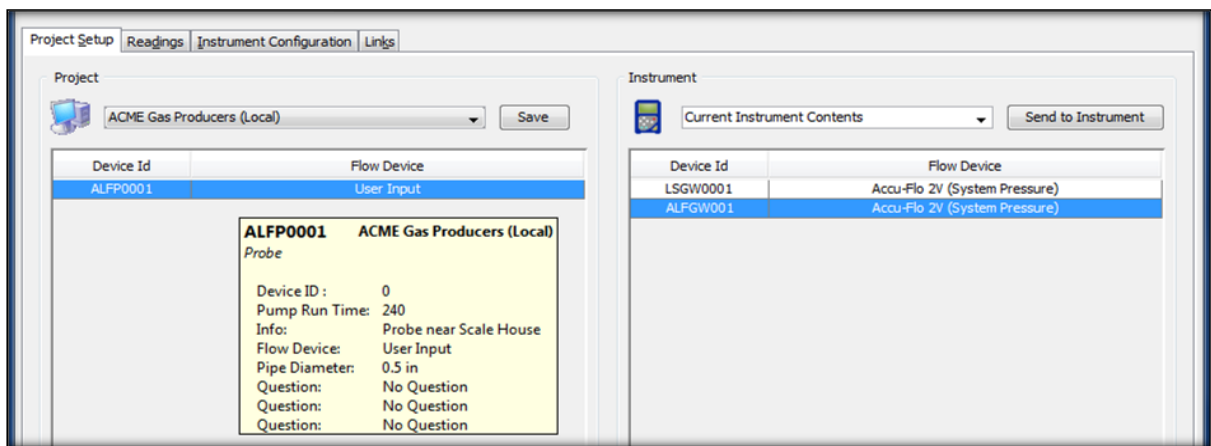 Project Setup Readings Instrument Configuration Links
Project
ACME Gas Producers (Local) Save
Device Id Flow Device
ALFP0001 User Input
ALFP0001 ACME Gas Producers (Local)
Probe
Device ID : 0
Pump Run Time: 240
Info: Probe near Scale House
Flow Device: User Input
Pipe Diameter: 0.5 in
Question: No Question
Question: No Question
Question: No Question
Instrument
Current Instrument Contents Send to Instrument
Device Id Flow Device
LSGW0001 Accu-Flo 2V (System Pressure)
ALFGW001 Accu-Flo 2V (System Pressure)